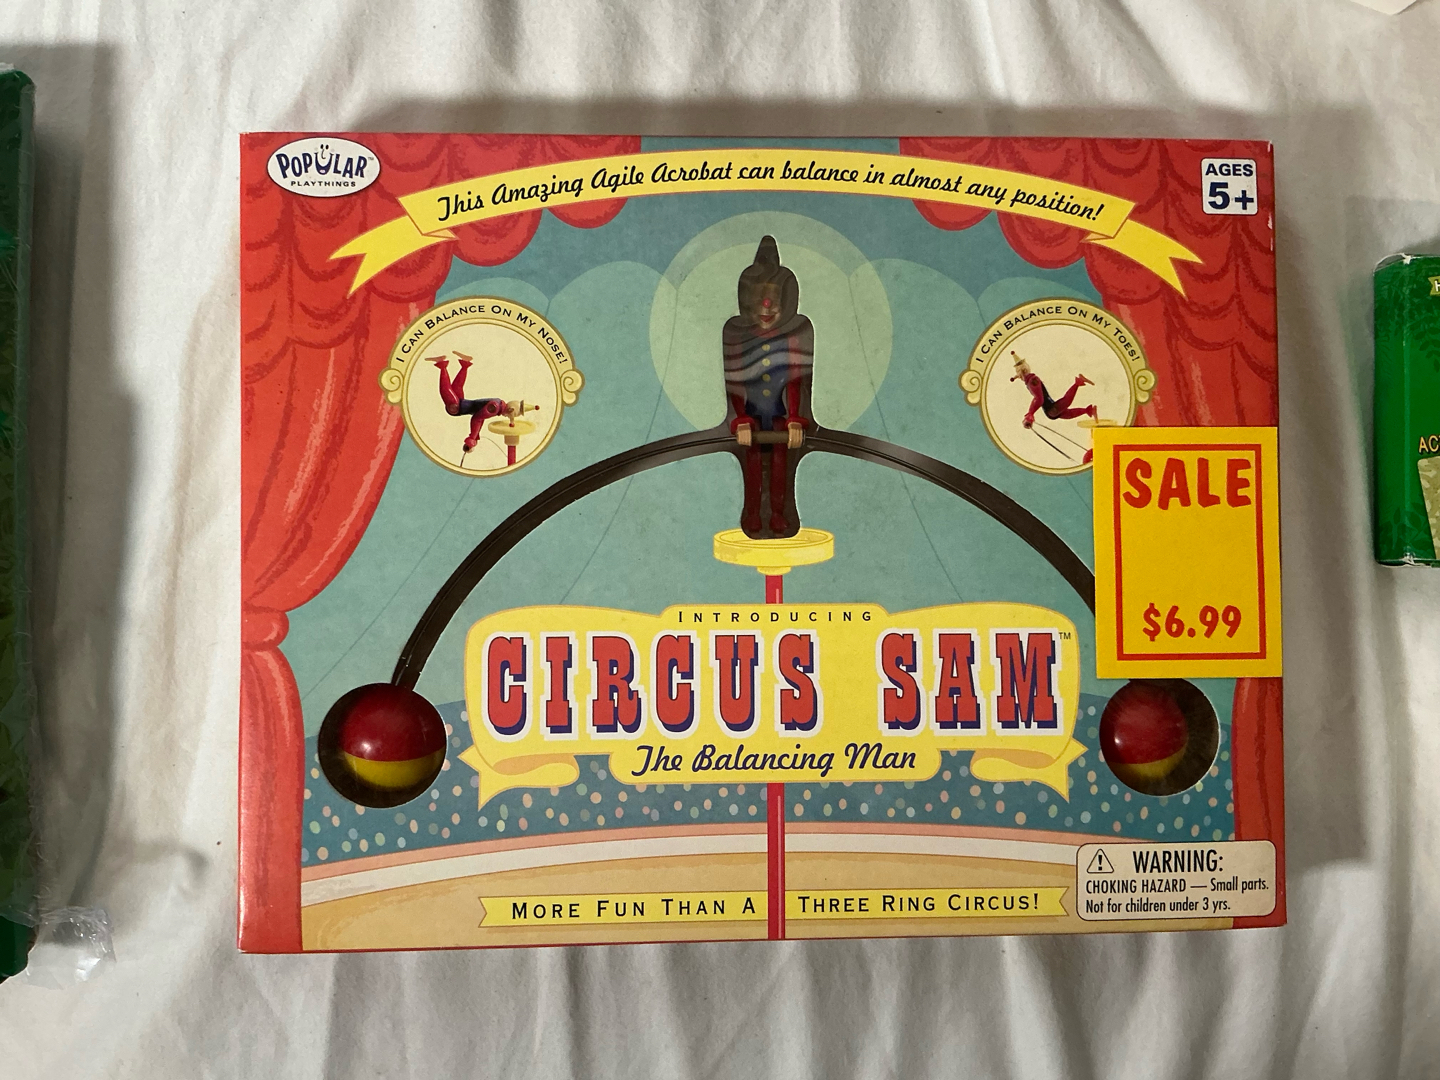 POPULAR™
PLAYTHINGS
This Amazing Agile Acrobat can balance in almost any position!
AGES
5+
I CAN BALANCE ON MY NOSE!
I CAN BALANCE ON MY TOES!
SALE
$6.99
INTRODUCING
CIRCUS SAM™
The Balancing Man
MORE FUN THAN A THREE RING CIRCUS!
WARNING:
CHOKING HAZARD — Small parts.
Not for children under 3 yrs.